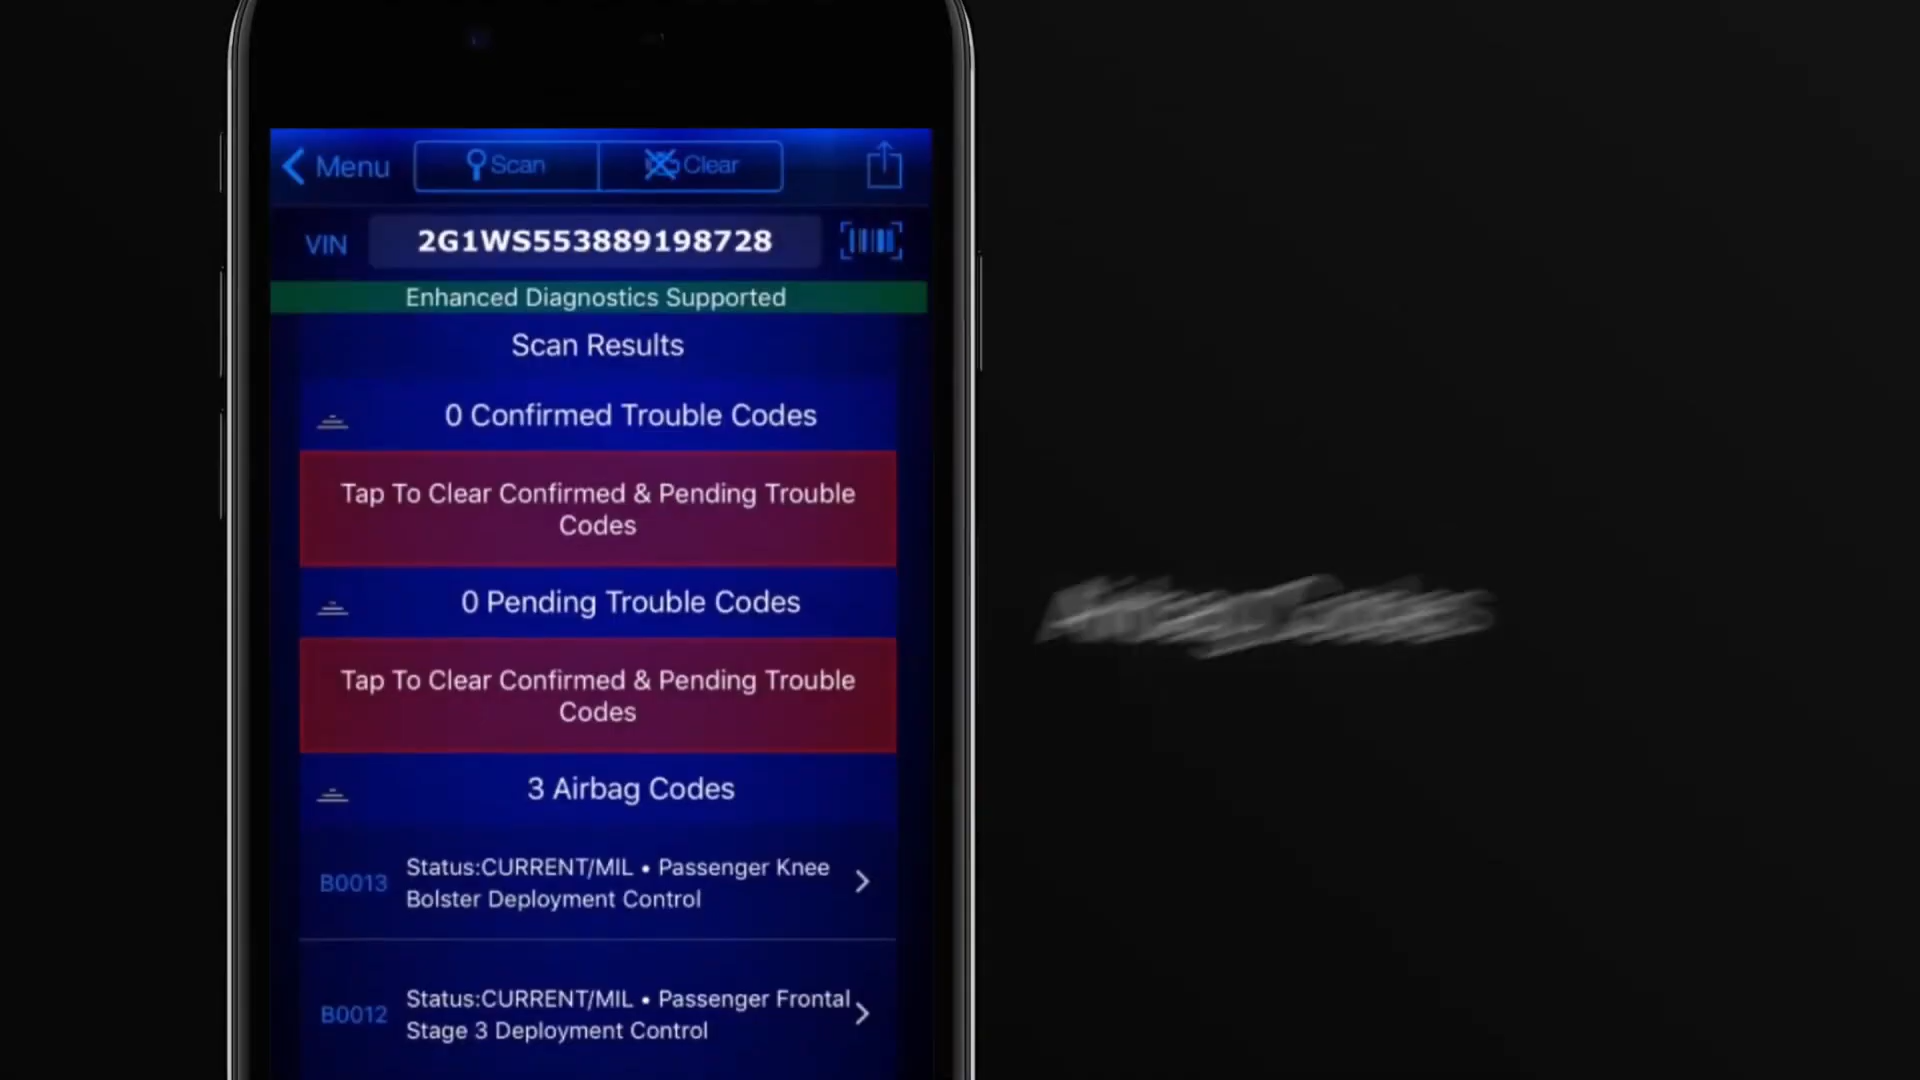 Menu
Scan
Clear
VIN
2G1WS553889198728
Enhanced Diagnostics Supported
Scan Results
0 Confirmed Trouble Codes
Tap To Clear Confirmed & Pending Trouble
Codes
0 Pending Trouble Codes
Tap To Clear Confirmed & Pending Trouble
Codes
3 Airbag Codes
B0013
Status:CURRENT/MIL • Passenger Knee
Bolster Deployment Control
B0012
Status:CURRENT/MIL • Passenger Frontal
Stage 3 Deployment Control